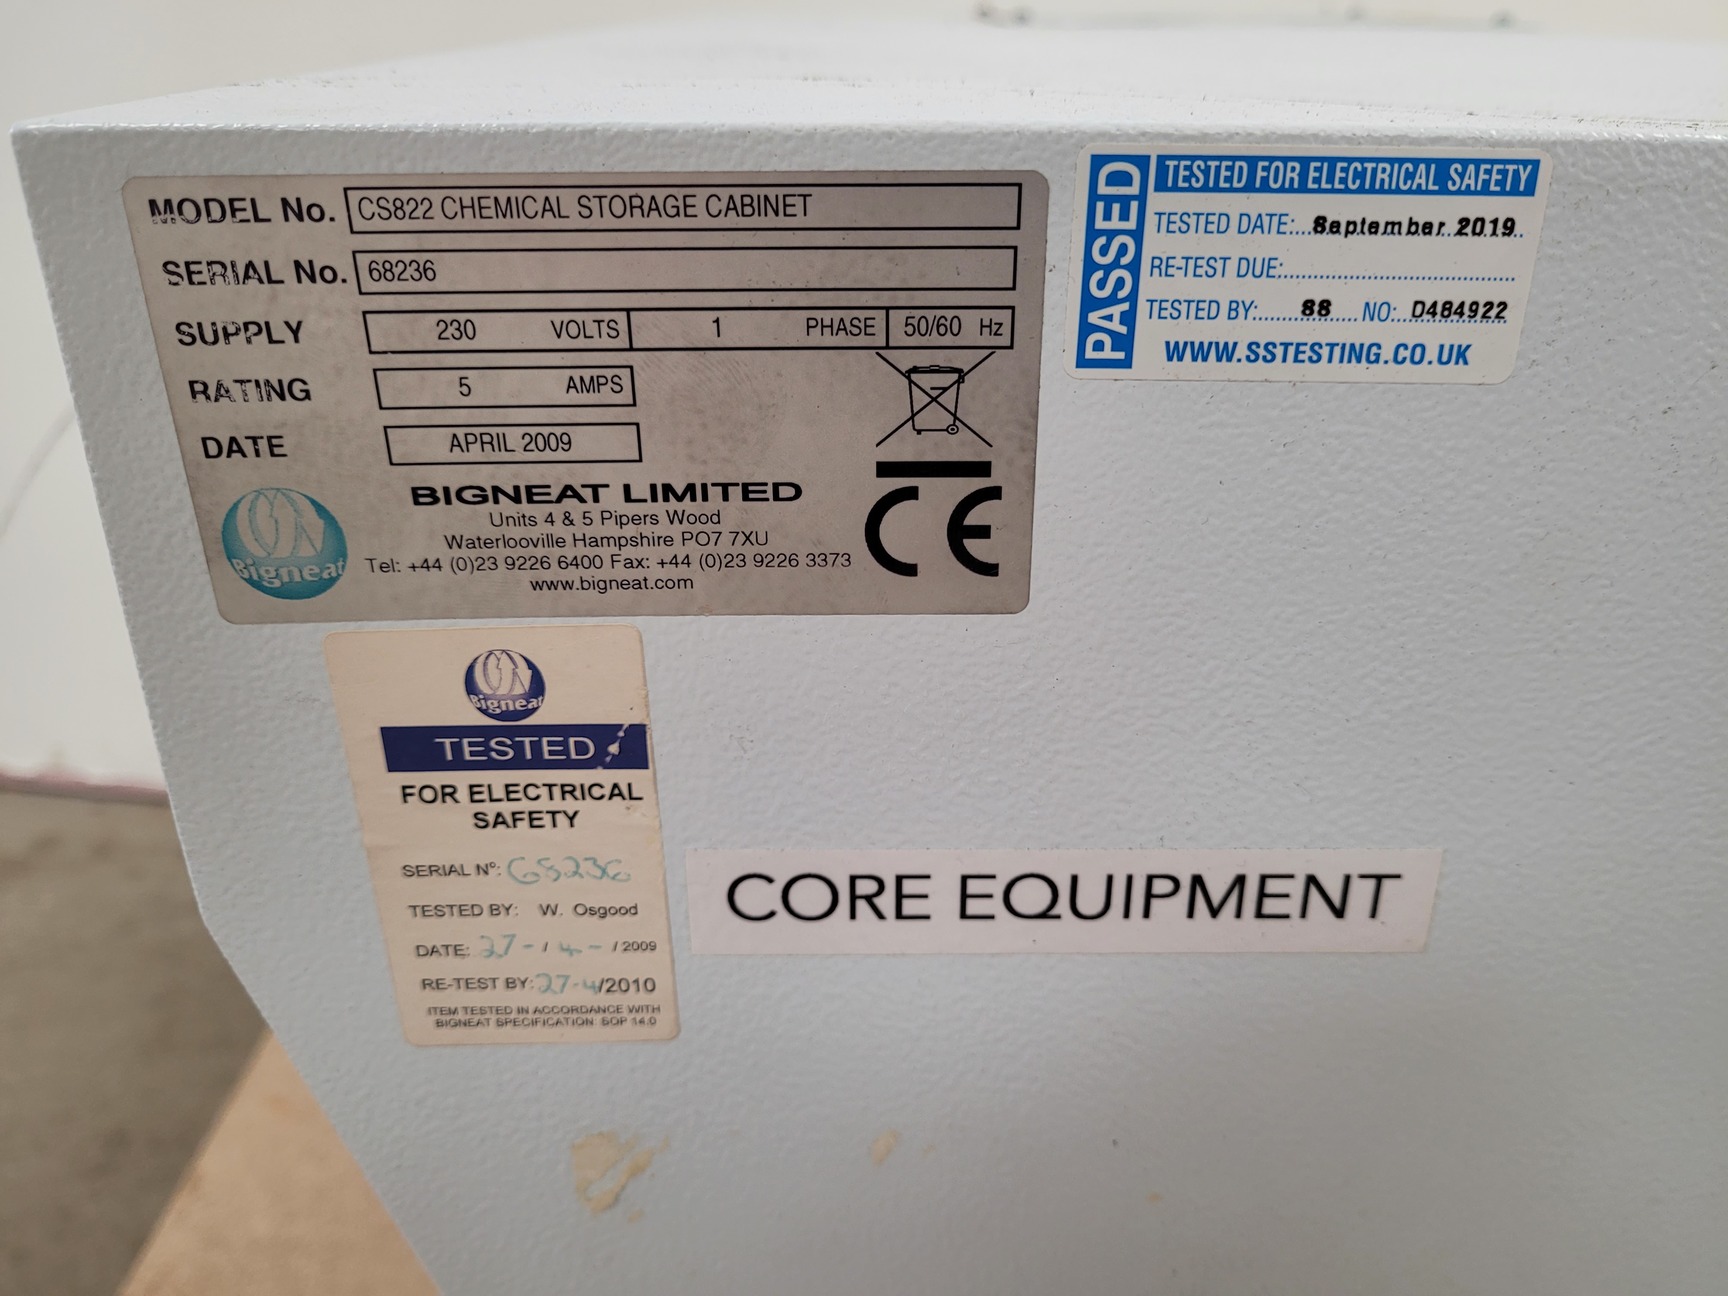 MODEL No. CS822 CHEMICAL STORAGE CABINET
SERIAL No. 68236
SUPPLY 230 VOLTS 1 PHASE 50/60 Hz
RATING 5 AMPS
DATE APRIL 2009
BIGNEAT LIMITED
Units 4 & 5 Pipers Wood
Waterlooville Hampshire PO7 7XU
Tel: +44 (0)23 9226 6400 Fax: +44 (0)23 9226 3373
www.bigneat.com
Bigneat
CE
PASSED
TESTED FOR ELECTRICAL SAFETY
TESTED DATE:...September 2019..
RE-TEST DUE:
TESTED BY:.......88....NO: D484922
WWW.SSTESTING.CO.UK
Bigneat
TESTED
FOR ELECTRICAL
SAFETY
SERIAL Nº: 68236
TESTED BY: W. Osgood
DATE: 27-/4-/2009
RE-TEST BY: 27-4/2010
ITEM TESTED IN ACCORDANCE WITH
BIGNEAT SPECIFICATION: SOP 14.0
CORE EQUIPMENT